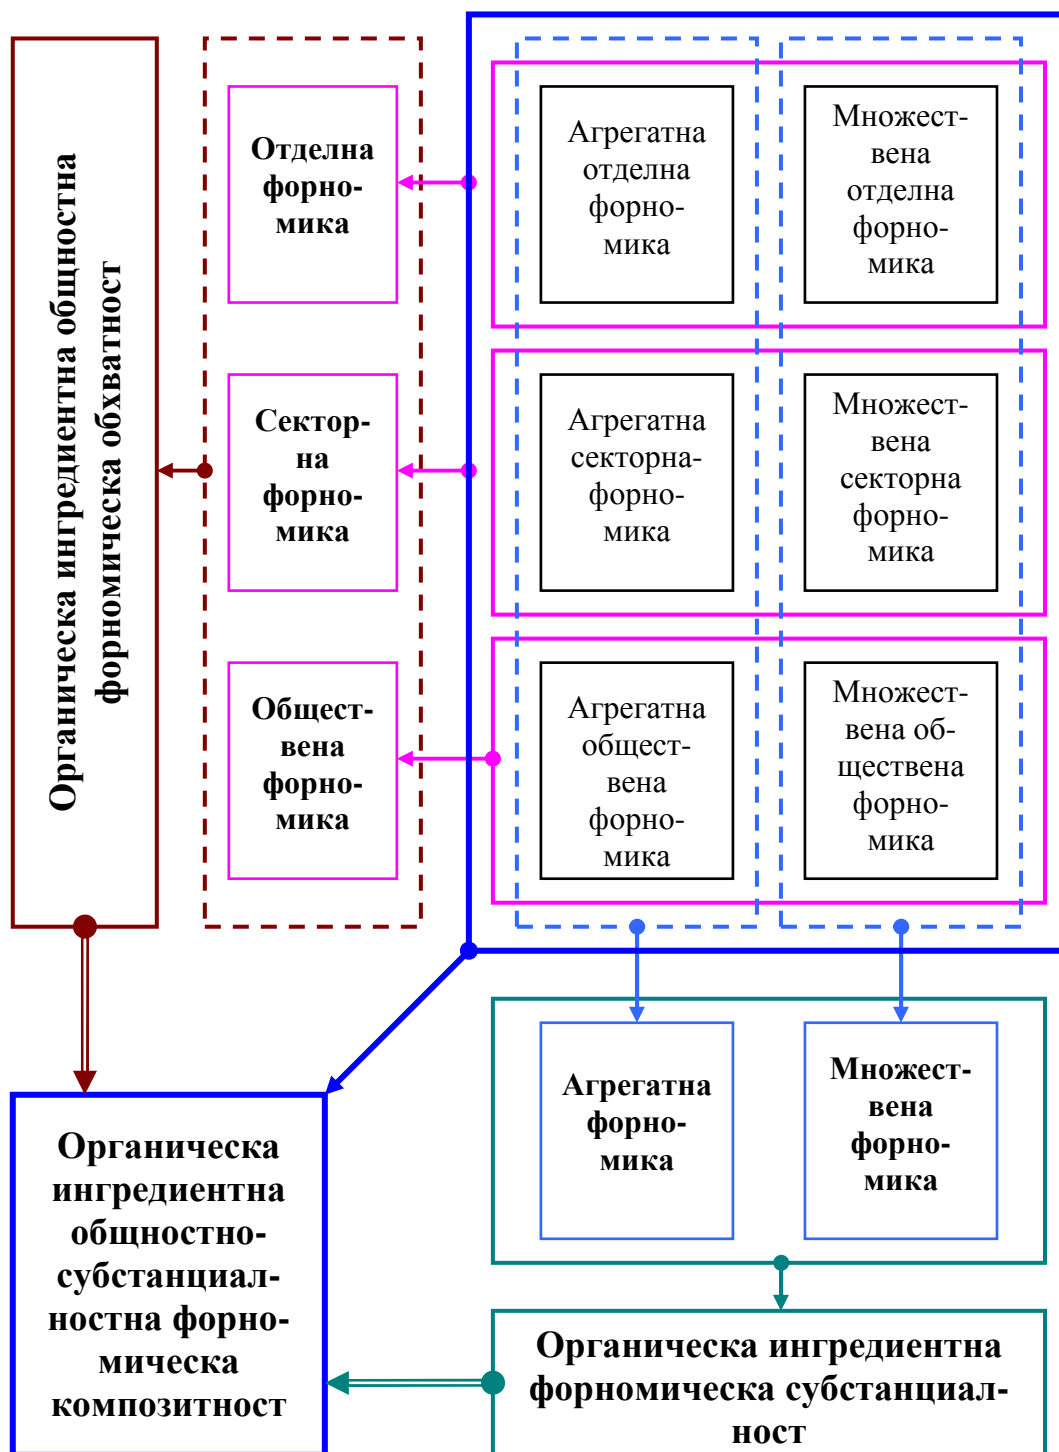 Органическа ингредиентна общностна
форномическа обхватност
Отделна
форно-
мика
Агрегатна
отделна
форно-
мика
Множест-
вена
отделна
форно-
мика
Сектор-
на
форно-
мика
Агрегатна
секторна-
форно-
мика
Множест-
вена
секторна
форно-
мика
Общест-
вена
форно-
мика
Агрегатна
общест-
вена
форно-
мика
Множест-
вена об-
ществена
форно-
мика
Агрегатна
форно-
мика
Множест-
вена
форно-
мика
Органическа
ингредиентна
общностно-
субстанциал-
ностна форно-
мическа
композитност
Органическа ингредиентна
форномическа субстанциал-
ност